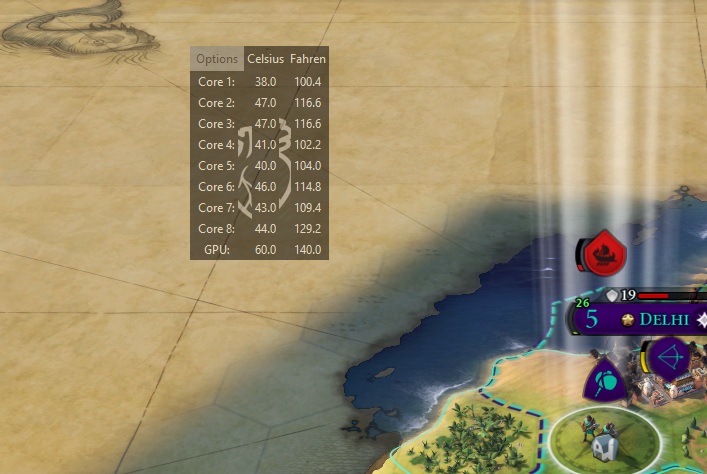 Options Celsius Fahren
Core 1: 38.0 100.4
Core 2: 47.0 116.6
Core 3: 47.0 116.6
Core 4: 41.0 102.2
Core 5: 40.0 104.0
Core 6: 46.0 114.8
Core 7: 43.0 109.4
Core 8: 44.0 129.2
GPU: 60.0 140.0
19
26
5 DELHI